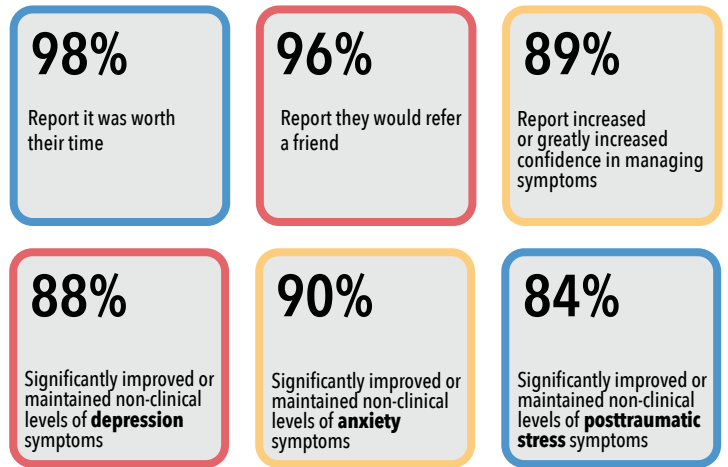 98%
Report it was worth
their time
96%
Report they would refer
a friend
89%
Report increased
or greatly increased
confidence in managing
symptoms
88%
Significantly improved or
maintained non-clinical
levels of depression
symptoms
90%
Significantly improved or
maintained non-clinical
levels of anxiety
symptoms
84%
Significantly improved or
maintained non-clinical
levels of posttraumatic
stress symptoms